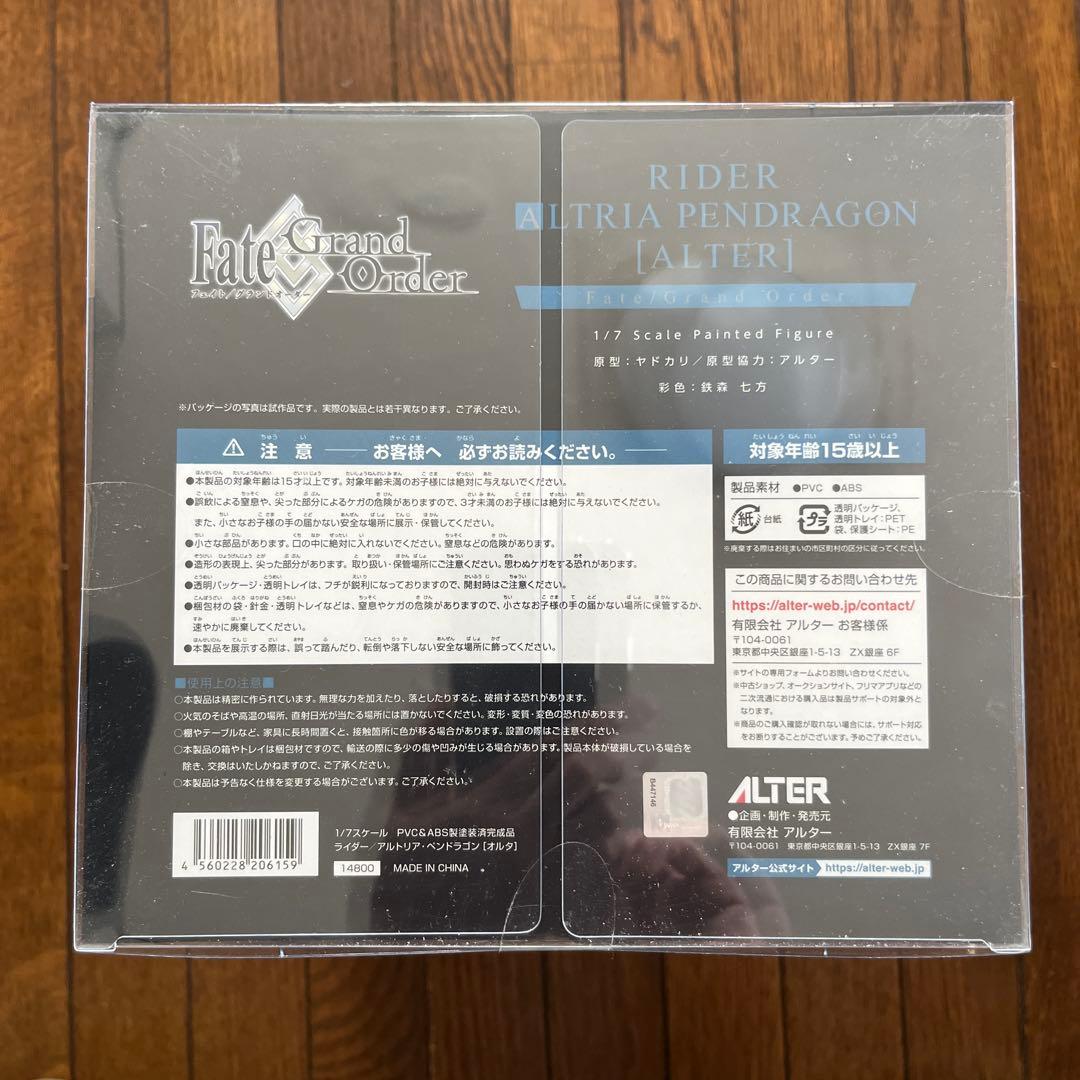 Fate Grand Order
フェイト/グランドオーダー
RIDER
ALTRIA PENDRAGON
[ALTER]
Fate/Grand Order
1/7 Scale Painted Figure
原型:ヤドカリ/原型協力:アルター
彩色:鉄森 七方
※パッケージの写真は試作品です。実際の製品とは若干異なります。ご了承ください。
⚠ 注意 ── お客様へ 必ずお読みください。──
●本製品の対象年齢は15才以上です。対象年齢未満のお子様には絶対に与えないでください。
●誤飲による窒息や、尖った部分によるケガの危険がありますので、3才未満のお子様には絶対に与えないでください。
また、小さなお子様の手の届かない安全な場所に展示・保管してください。
●小さな部品があります。口の中に絶対に入れないでください。窒息などの危険があります。
●造形の表現上、尖った部分があります。取り扱い・保管場所にご注意ください。思わぬケガをする恐れがあります。
●透明パッケージ・透明トレイは、フチが鋭利になっておりますので、開封時はご注意ください。
●梱包材の袋・針金・透明トレイなどは、窒息やケガの危険がありますので、小さなお子様の手の届かない場所に保管するか、
速やかに廃棄してください。
●本製品を展示する際は、誤って踏んだり、転倒や落下しない安全な場所に飾ってください。
■使用上の注意■
○本製品は精密に作られています。無理な力を加えたり、落としたりすると、破損する恐れがあります。
○火気のそばや高温の場所、直射日光が当たる場所には置かないでください。変形・変質・変色の恐れがあります。
○棚やテーブルなど、家具に長時間置くと、接触箇所に色が移る場合があります。設置の際はご注意ください。
○本製品の箱やトレイは梱包材ですので、輸送の際に多少の傷や凹みが生じる場合があります。製品本体が破損している場合を
除き、交換はいたしかねますので、ご了承ください。
○本製品は予告なく仕様を変更する場合がございます。ご了承ください。
4 560228 206159
1/7スケール PVC&ABS製塗装済完成品
ライダー/アルトリア・ペンドラゴン[オルタ]
14800 MADE IN CHINA
対象年齢15歳以上
製品素材 ●PVC ●ABS
紙 台紙 プラ 透明パッケージ、
透明トレイ:PET
袋、保護シート:PE
※廃棄する際はお住まいの市区町村の区分に従ってください。
この商品に関するお問い合わせ先
https://alter-web.jp/contact/
有限会社 アルター お客様係
〒104-0061
東京都中央区銀座1-5-13 ZX銀座 6F
※サイトの専用フォームよりお問い合わせください。
※中古ショップ、オークションサイト、フリマアプリなどの
二次流通における購入品は製品サポートの対象外と
なります。
※商品のご購入確認が取れない場合には、サポート対応
をお断りすることがございます。予めご了承ください。
B447146
ALTER
●企画・制作・発売元
有限会社 アルター
〒104-0061 東京都中央区銀座1-5-13 ZX銀座 7F
アルター公式サイト https://alter-web.jp